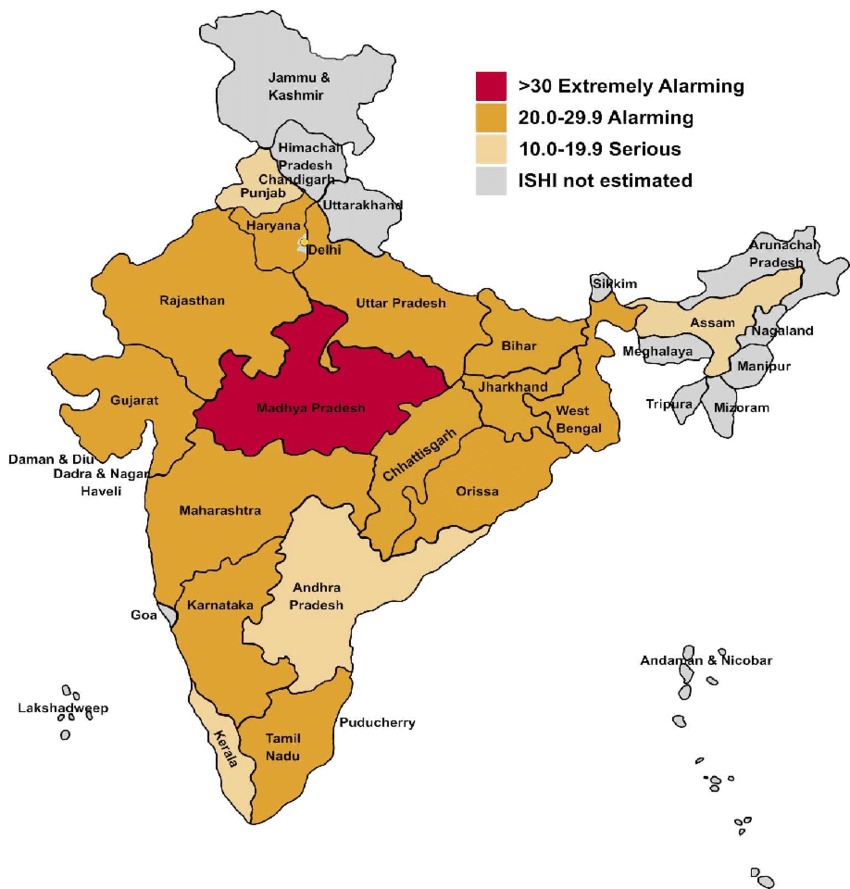 Jammu &
Kashmir
>30 Extremely Alarming
20.0-29.9 Alarming
10.0-19.9 Serious
ISHI not estimated
Himachal
Pradesh
Chandigarh
Punjab
Uttarakhand
Haryana
Delhi
Rajasthan
Uttar Pradesh
Bihar
Sikkim
Arunachal
Pradesh
Assam
Nagaland
Meghalaya
Manipur
Tripura
Mizoram
Gujarat
Madhya Pradesh
Jharkhand
West
Bengal
Chhattisgarh
Orissa
Daman & Diu
Dadra & Nagar
Haveli
Maharashtra
Andhra
Pradesh
Karnataka
Goa
Andaman & Nicobar
Lakshadweep
Puducherry
Kerala
Tamil
Nadu